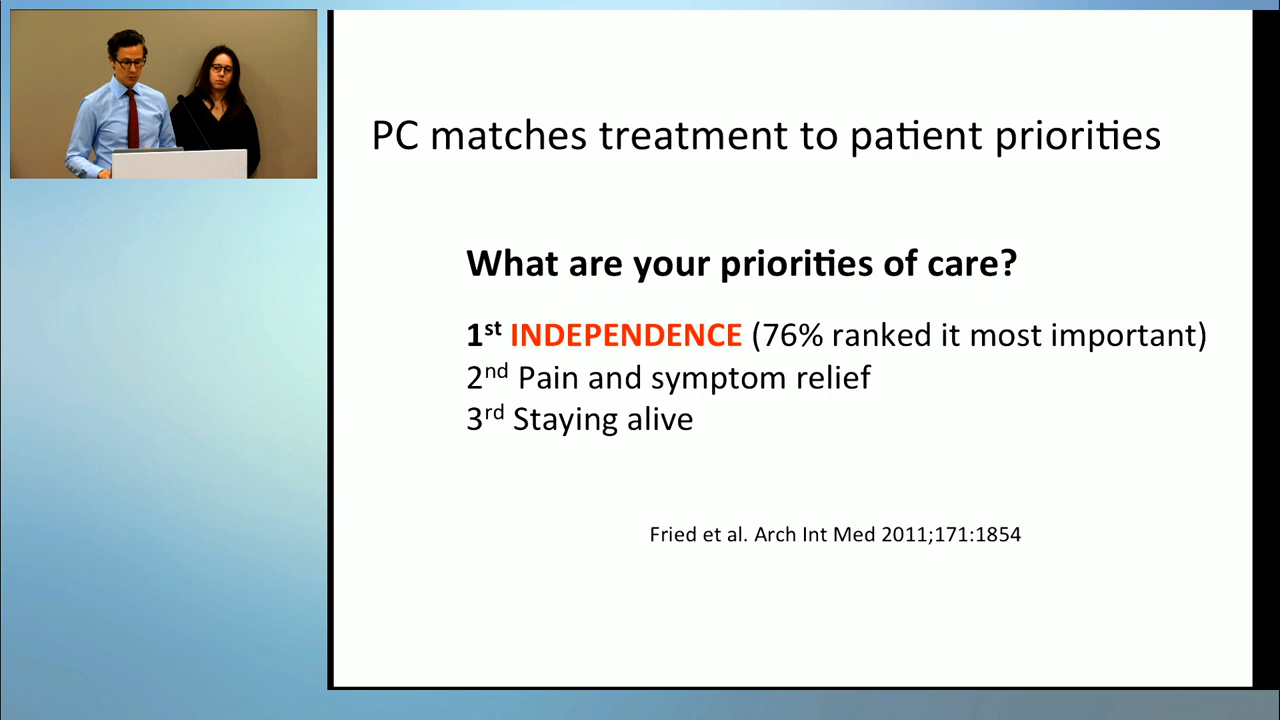 PC matches treatment to patient priorities
What are your priorities of care?
1st INDEPENDENCE (76% ranked it most important)
2nd Pain and symptom relief
3rd Staying alive
Fried et al. Arch Int Med 2011;171:1854